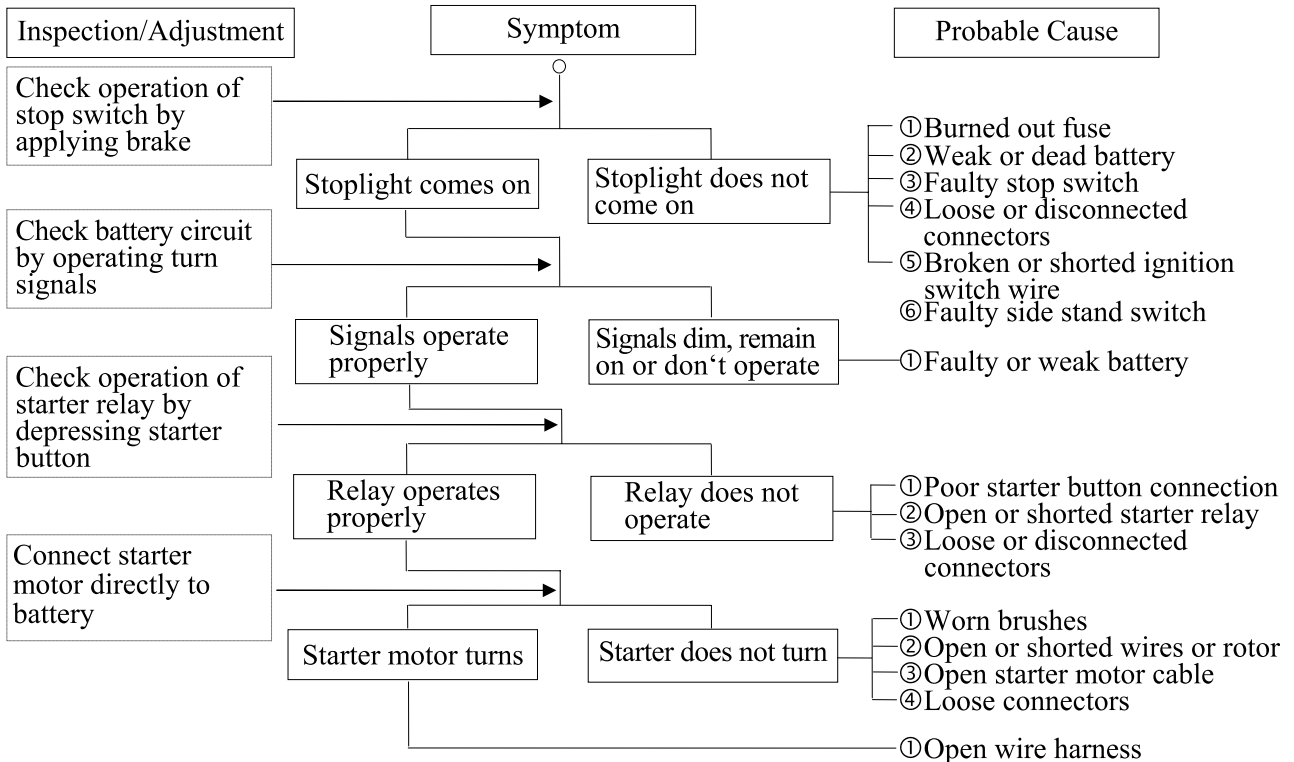 Inspection/Adjustment
Symptom
Probable Cause
Check operation of
stop switch by
applying brake
Stoplight comes on
Stoplight does not
come on
①Burned out fuse
②Weak or dead battery
③Faulty stop switch
④Loose or disconnected
connectors
⑤Broken or shorted ignition
switch wire
⑥Faulty side stand switch
Check battery circuit
by operating turn
signals
Signals operate
properly
Signals dim, remain
on or don‘t operate
①Faulty or weak battery
Check operation of
starter relay by
depressing starter
button
Relay operates
properly
Relay does not
operate
①Poor starter button connection
②Open or shorted starter relay
③Loose or disconnected
connectors
Connect starter
motor directly to
battery
Starter motor turns
Starter does not turn
①Worn brushes
②Open or shorted wires or rotor
③Open starter motor cable
④Loose connectors
①Open wire harness